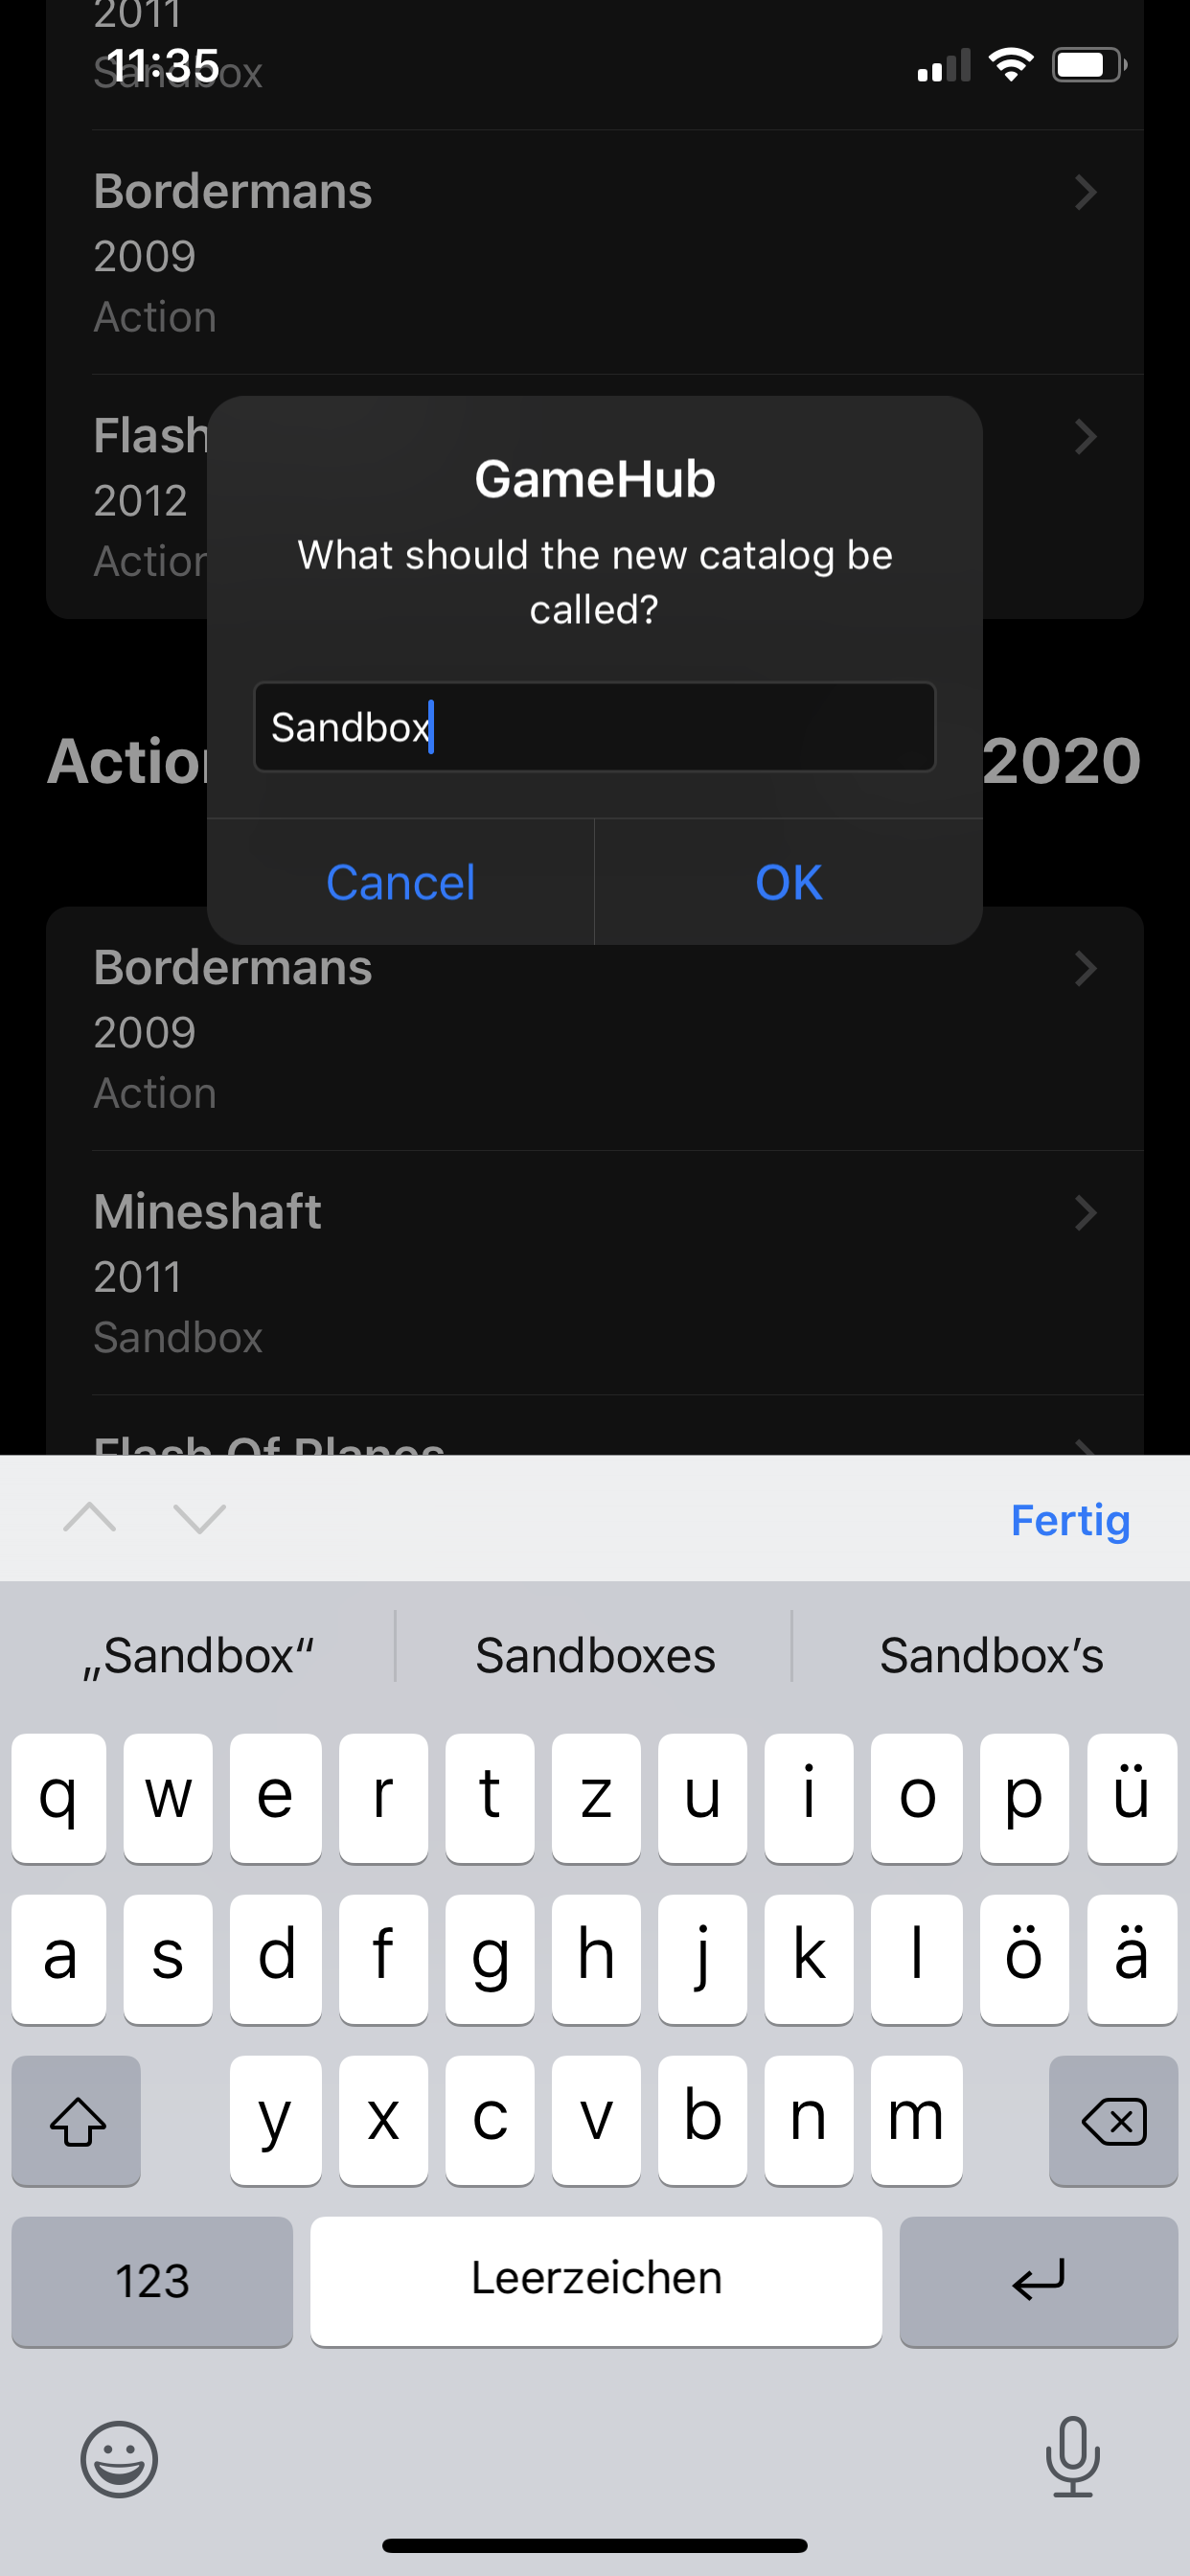 2011
11:35
Sandbox
Bordermans
2009
Action
Flash
2012
Action
GameHub
What should the new catalog be
called?
Sandbox
Cancel
OK
Action
2020
Bordermans
2009
Action
Mineshaft
2011
Sandbox
Flash Of Planes
Fertig
„Sandbox“
Sandboxes
Sandbox’s
q w e r t z u i o p ü
a s d f g h j k l ö ä
y x c v b n m
123
Leerzeichen